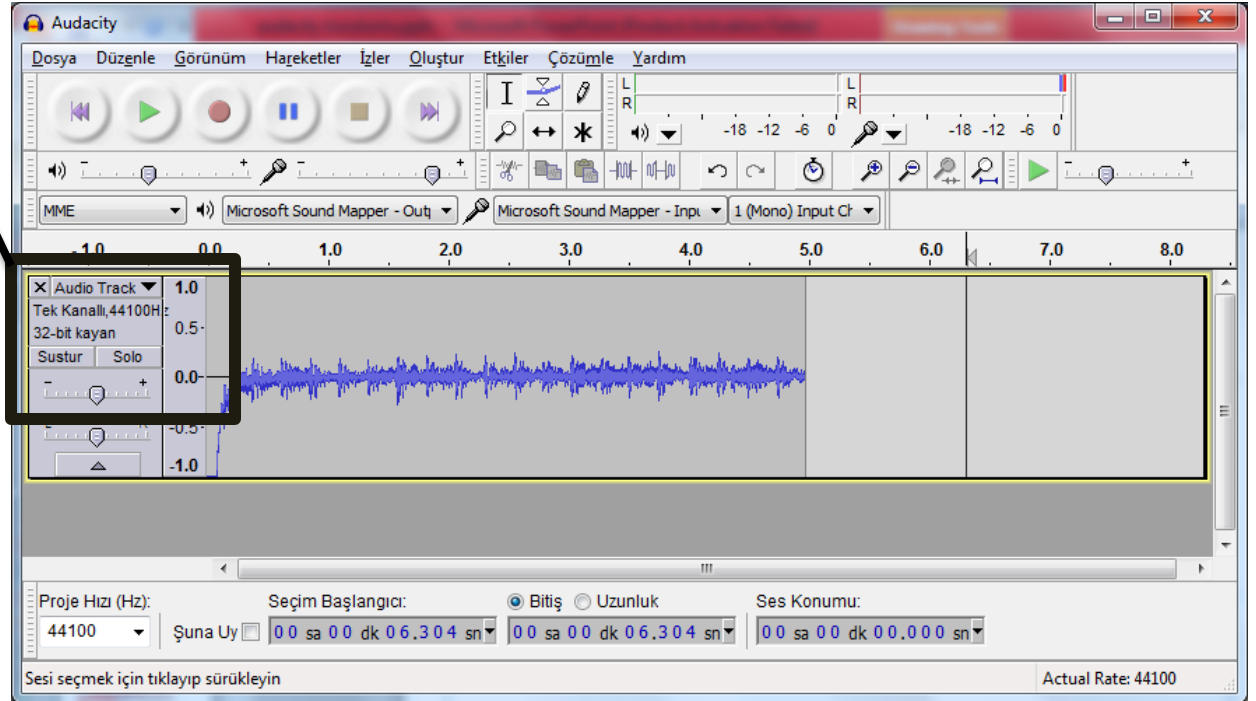 Audacity
Dosya Düzenle Görünüm Hareketler İzler Oluştur Etkiler Çözümle Yardım
L
R
-18 -12 -6 0
L
R
-18 -12 -6 0
- + - + - +
MME Microsoft Sound Mapper - Outp Microsoft Sound Mapper - Inpu 1 (Mono) Input Ch
- 1.0 0.0 1.0 2.0 3.0 4.0 5.0 6.0 7.0 8.0
X Audio Track 1.0
Tek Kanallı,44100Hz
32-bit kayan 0.5
Sustur Solo
- + 0.0
R -0.5
-1.0
Proje Hızı (Hz): Seçim Başlangıcı: Bitiş Uzunluk Ses Konumu:
44100 Şuna Uy 00 sa 00 dk 06.304 sn 00 sa 00 dk 06.304 sn 00 sa 00 dk 00.000 sn
Sesi seçmek için tıklayıp sürükleyin Actual Rate: 44100